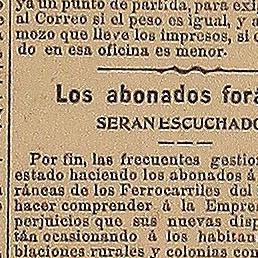 ya un punto de partida, para exi
al Correo si el peso es igual, y a
mozo que lleve los impresos, si
do en esa oficina es menor.
Los abonados forá
SERAN ESCUCHADO
Por fin, las frecuentes gestion
estado haciendo los abonados á
ráneas de los Ferrocarriles del
hacer comprender á la Empre
perjuicios que sus nuevas disp
tán ocasionando á los habitan
blaciones rurales y colonias con